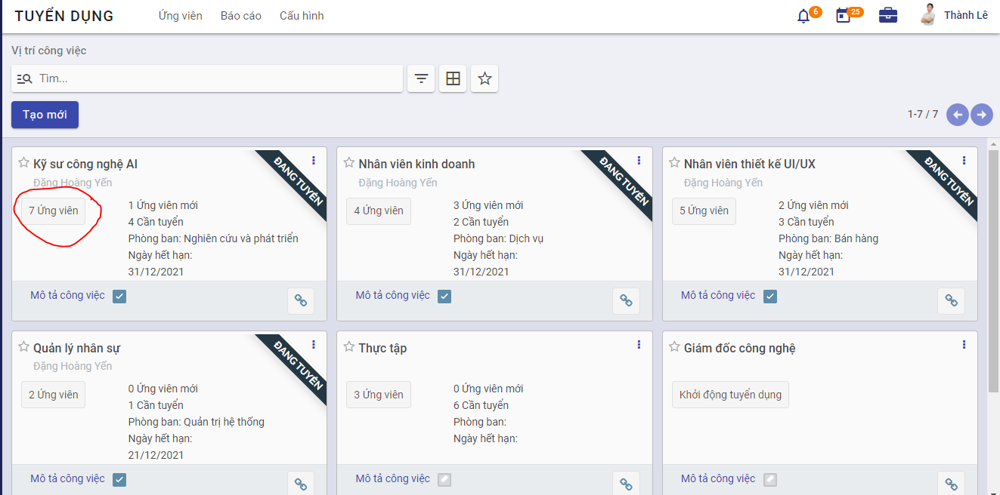 TUYỂN DỤNG Ứng viên Báo cáo Cấu hình 6 25 Thành Lê
Vị trí công việc
Tìm...
Tạo mới 1-7 / 7
Kỹ sư công nghệ AI
Đặng Hoàng Yến
ĐANG TUYỂN
7 Ứng viên
1 Ứng viên mới
4 Cần tuyển
Phòng ban: Nghiên cứu và phát triển
Ngày hết hạn:
31/12/2021
Mô tả công việc
Nhân viên kinh doanh
Đặng Hoàng Yến
ĐANG TUYỂN
4 Ứng viên
3 Ứng viên mới
2 Cần tuyển
Phòng ban: Dịch vụ
Ngày hết hạn:
31/12/2021
Mô tả công việc
Nhân viên thiết kế UI/UX
Đặng Hoàng Yến
ĐANG TUYỂN
5 Ứng viên
2 Ứng viên mới
3 Cần tuyển
Phòng ban: Bán hàng
Ngày hết hạn:
31/12/2021
Mô tả công việc
Quản lý nhân sự
Đặng Hoàng Yến
ĐANG TUYỂN
2 Ứng viên
0 Ứng viên mới
1 Cần tuyển
Phòng ban: Quản trị hệ thống
Ngày hết hạn:
21/12/2021
Mô tả công việc
Thực tập
3 Ứng viên
0 Ứng viên mới
6 Cần tuyển
Phòng ban:
Ngày hết hạn:
Mô tả công việc
Giám đốc công nghệ
Khởi động tuyển dụng
Mô tả công việc